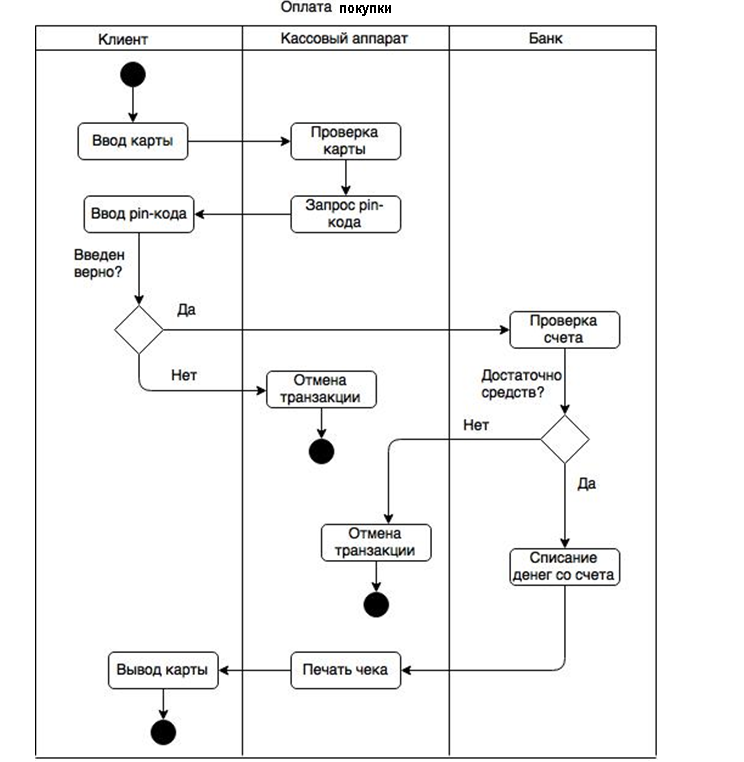 Оплата покупки
Клиент
Кассовый аппарат
Банк
Ввод карты
Проверка
карты
Ввод pin-кода
Запрос pin-
кода
Введен
верно?
Да
Проверка
счета
Нет
Отмена
транзакции
Достаточно
средств?
Нет
Да
Отмена
транзакции
Списание
денег со счета
Вывод карты
Печать чека